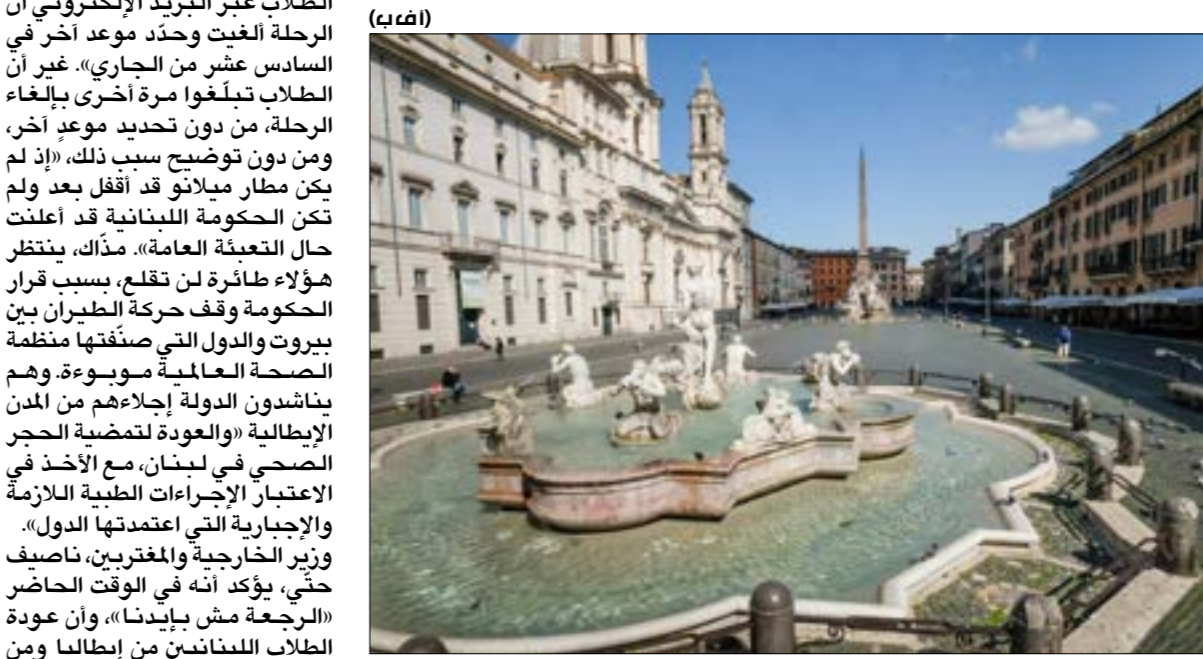 (أ ف ب)
الطلاب عبر البريد الإلكتروني أن
الرحلة ألغيت وحدّد موعد آخر في
السادس عشر من الجاري». غير أن
الطلاب تبلّغوا مرة أخرى بإلغاء
الرحلة، من دون تحديد موعدٍ آخر،
ومن دون توضيح سبب ذلك، «إذ لم
يكن مطار ميلانو قد أقفل بعد ولم
تكن الحكومة اللبنانية قد أعلنت
حال التعبئة العامة». مذّاك، ينتظر
هؤلاء طائرة لن تقلع، بسبب قرار
الحكومة وقف حركة الطيران بين
بيروت والدول التي صنّفتها منظمة
الصحة العالمية موبوءة. وهم
يناشدون الدولة إجلاءهم من المدن
الإيطالية «والعودة لتمضية الحجر
الصحي في لبنان، مع الأخذ في
الاعتبار الإجراءات الطبية اللازمة
والإجبارية التي اعتمدتها الدول».
وزير الخارجية والمغتربين، ناصيف
حتّي، يؤكد أنه في الوقت الحاضر
«الرجعة مش بإيدنا»، وأن عودة
الطلاب اللبنانيين من إيطاليا ومن